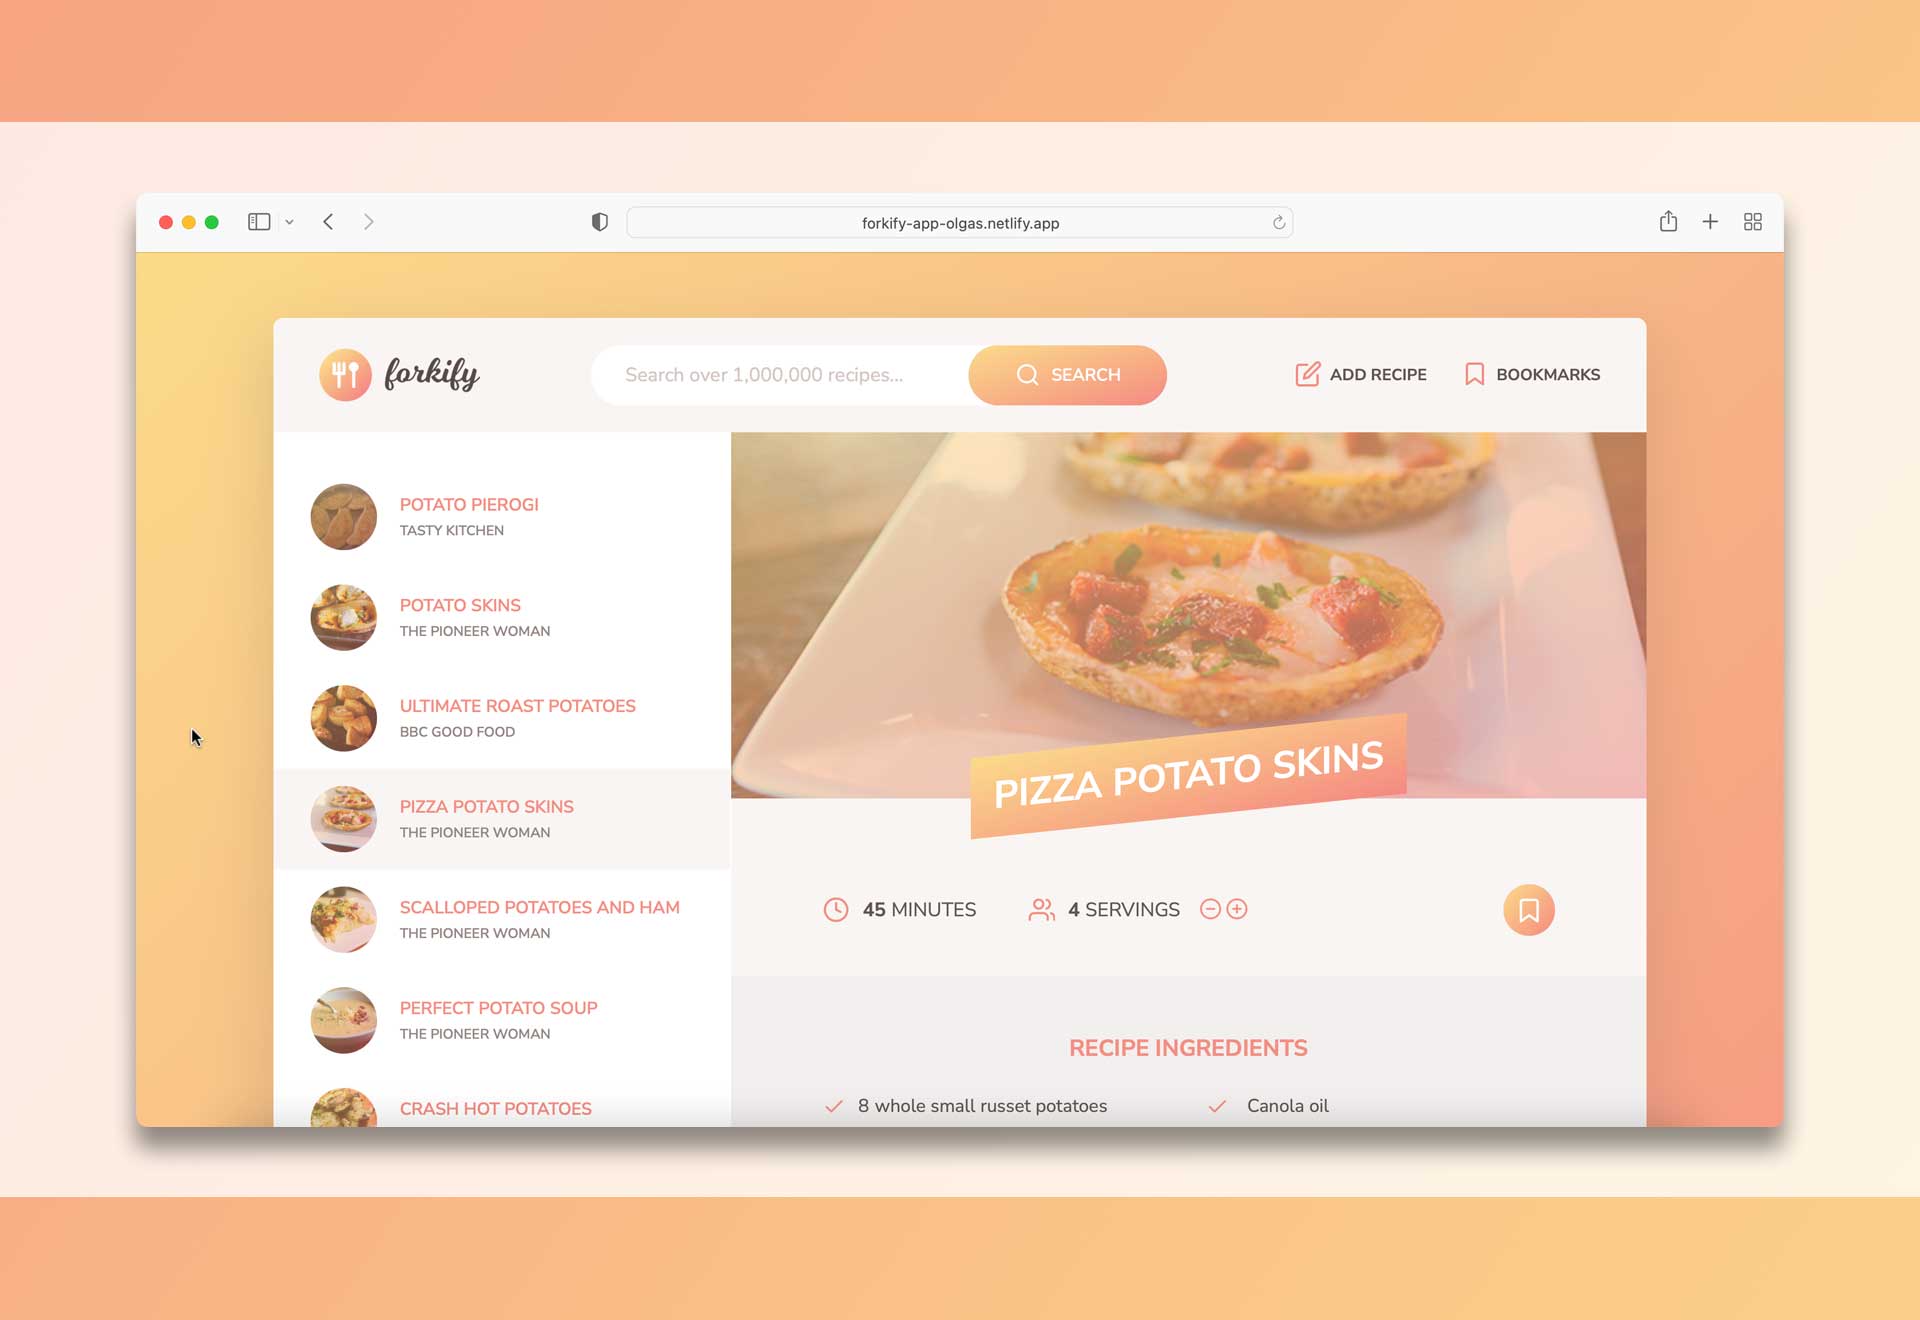 forkify-app-olgas.netlify.app
forkify
Search over 1,000,000 recipes...
SEARCH
ADD RECIPE
BOOKMARKS
POTATO PIEROGI
TASTY KITCHEN
POTATO SKINS
THE PIONEER WOMAN
ULTIMATE ROAST POTATOES
BBC GOOD FOOD
PIZZA POTATO SKINS
THE PIONEER WOMAN
SCALLOPED POTATOES AND HAM
THE PIONEER WOMAN
PERFECT POTATO SOUP
THE PIONEER WOMAN
CRASH HOT POTATOES
PIZZA POTATO SKINS
45 MINUTES
4 SERVINGS
RECIPE INGREDIENTS
8 whole small russet potatoes
Canola oil